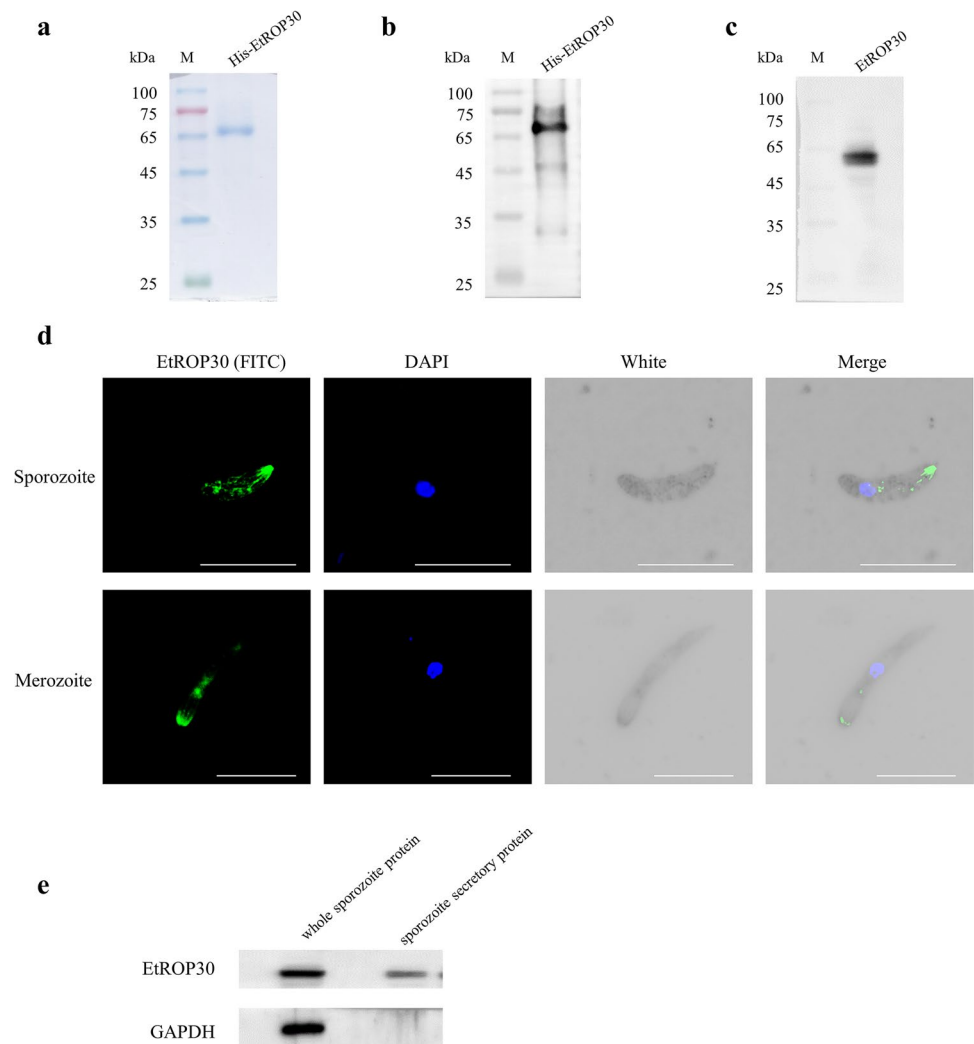 a
kDa M His-EtROP30
100
75
65
45
35
25
b
kDa M His-EtROP30
100
75
65
45
35
25
c
kDa M EtROP30
100
75
65
45
35
25
d
EtROP30 (FITC) DAPI White Merge
Sporozoite
Merozoite
e
whole sporozoite protein sporozoite secretory protein
EtROP30
GAPDH